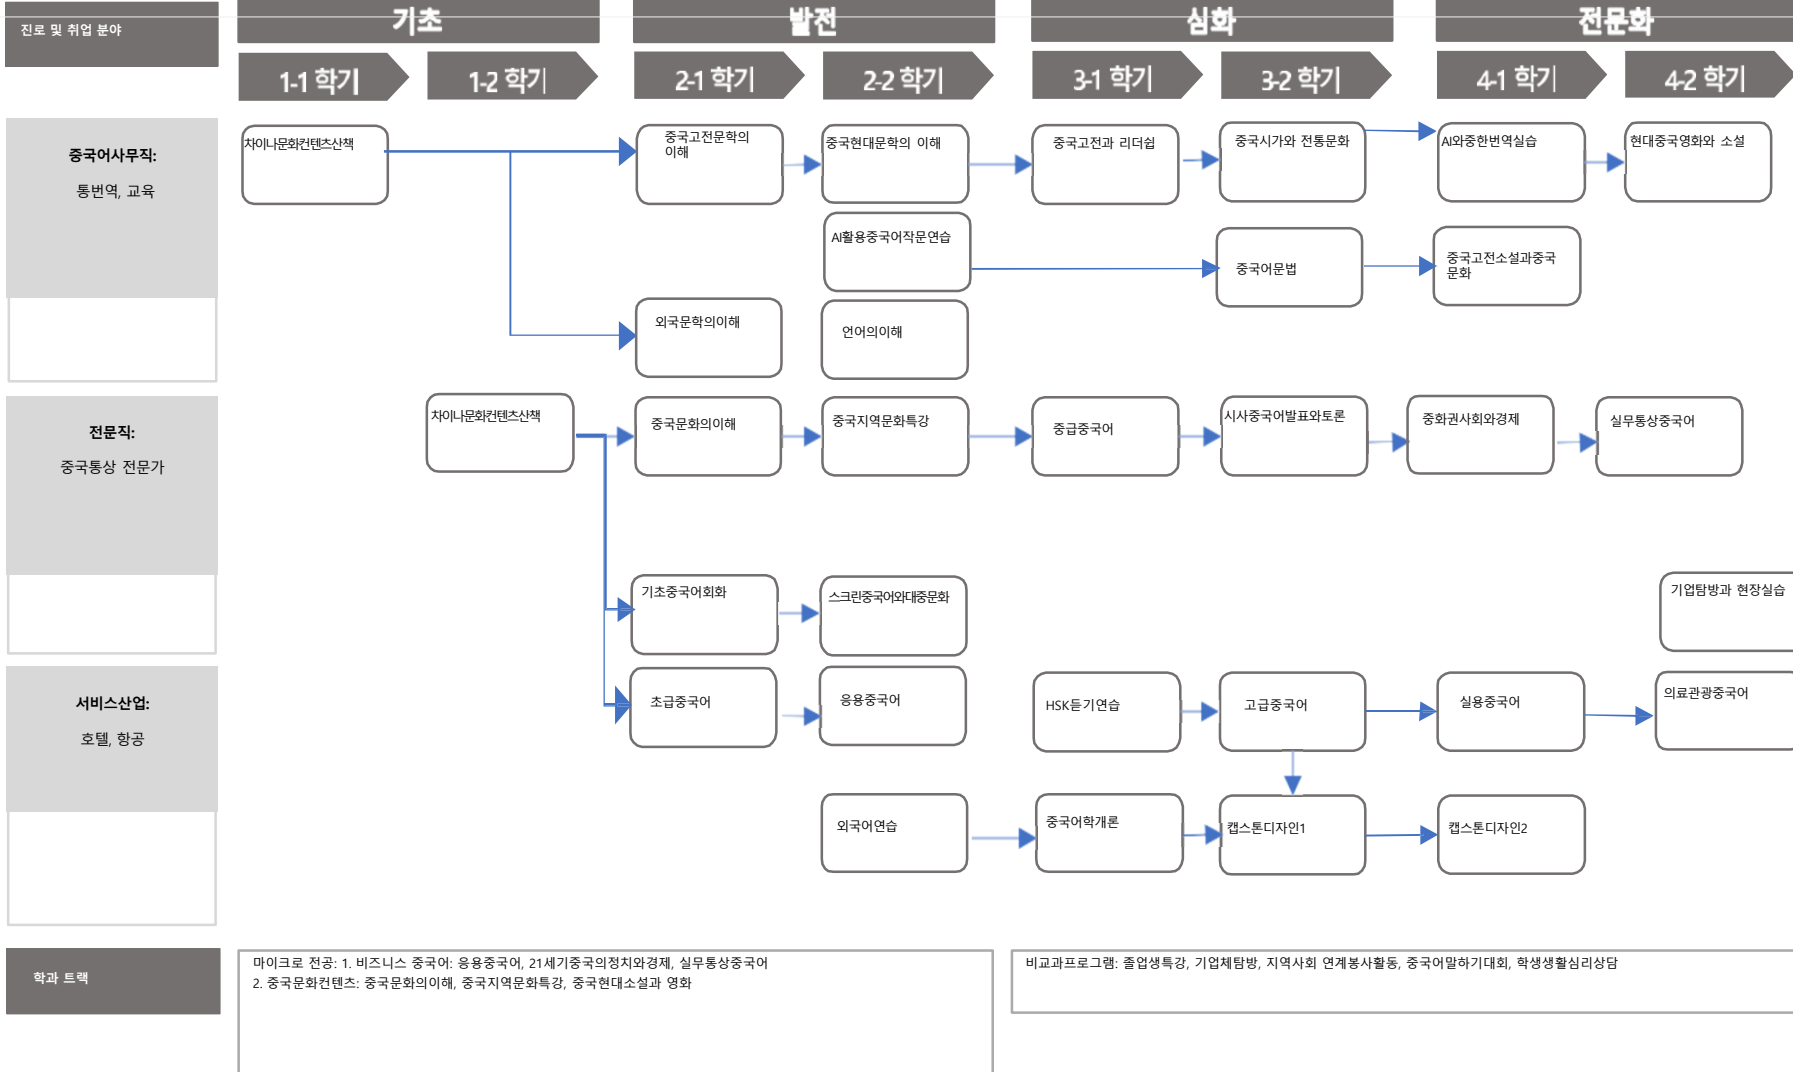 진로 및 취업 분야
기초
발전
심화
전문화
1-1 학기
1-2 학기
2-1 학기
2-2 학기
3-1 학기
3-2 학기
4-1 학기
4-2 학기
중국어사무직:
통번역, 교육
차이나문화컨텐츠산책
중국고전문학의
이해
중국현대문학의 이해
중국고전과 리더쉽
중국시가와 전통문화
AI와중한번역실습
현대중국영화와 소설
AI활용중국어작문연습
중국어문법
중국고전소설과중국
문화
외국문학의이해
언어의이해
전문직:
중국통상 전문가
차이나문화컨텐츠산책
중국문화의이해
중국지역문화특강
중급중국어
시사중국어발표와토론
중화권사회와경제
실무통상중국어
기초중국어회화
스크린중국어와대중문화
기업탐방과 현장실습
서비스산업:
호텔, 항공
초급중국어
응용중국어
HSK듣기연습
고급중국어
실용중국어
의료관광중국어
외국어연습
중국어학개론
캡스톤디자인1
캡스톤디자인2
학과 트랙
마이크로 전공: 1. 비즈니스 중국어: 응용중국어, 21세기중국의정치와경제, 실무통상중국어
2. 중국문화컨텐츠: 중국문화의이해, 중국지역문화특강, 중국현대소설과 영화
비교과프로그램: 졸업생특강, 기업체탐방, 지역사회 연계봉사활동, 중국어말하기대회, 학생생활심리상담